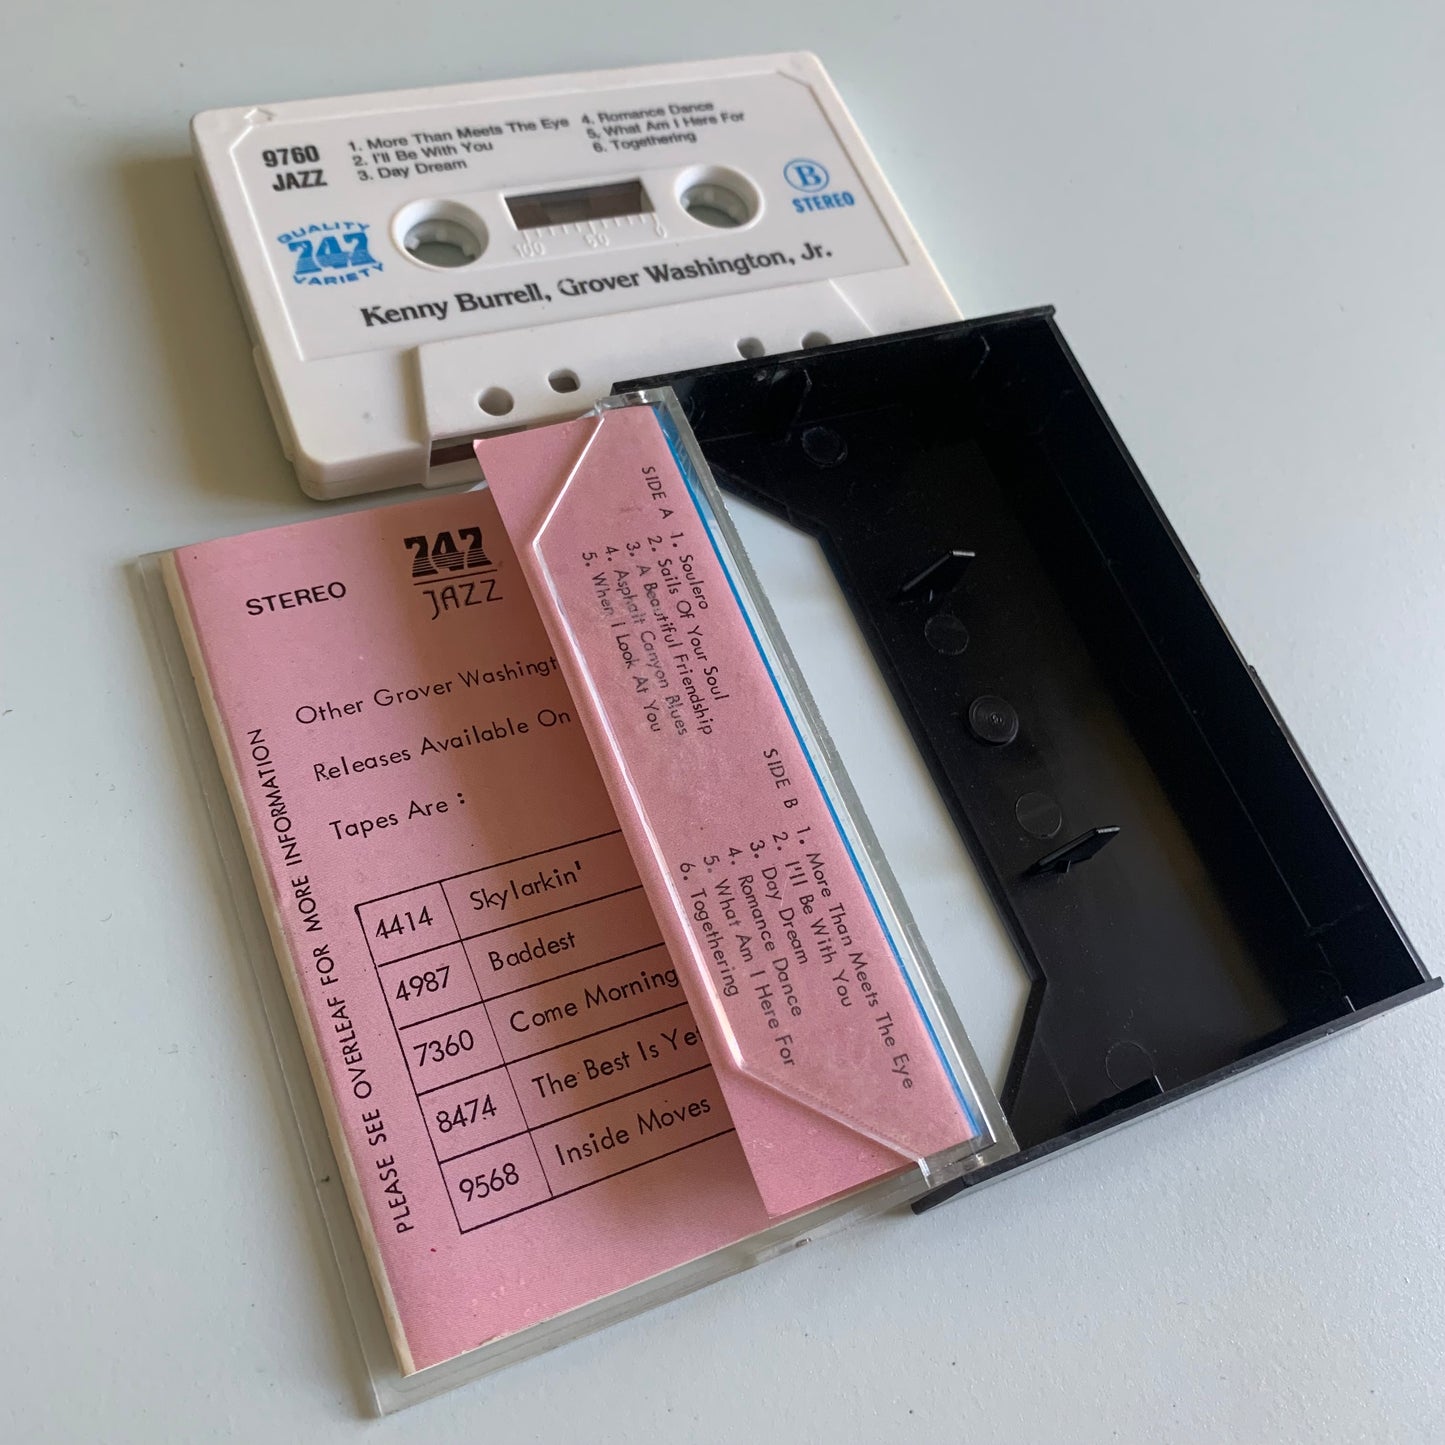 9760
JAZZ
1. More Than Meets The Eye
2. I'll Be With You
3. Day Dream
4. Romance Dance
5. What Am I Here For
6. Togethering
B
STEREO
QUALITY
747
VARIETY
100 50 0
Kenny Burrell, Grover Washington, Jr.
STEREO
747
JAZZ
Other Grover Washingt
Releases Available On
Tapes Are :
4414 Skylarkin'
4987 Baddest
7360 Come Morning
8474 The Best Is Yet
9568 Inside Moves
PLEASE SEE OVERLEAF FOR MORE INFORMATION
SIDE A
1. Soulero
2. Sails Of Your Soul
3. A Beautiful Friendship
4. Asphalt Canyon Blues
5. When I Look At You
SIDE B
1. More Than Meets The Eye
2. I'll Be With You
3. Day Dream
4. Romance Dance
5. What Am I Here For
6. Togethering